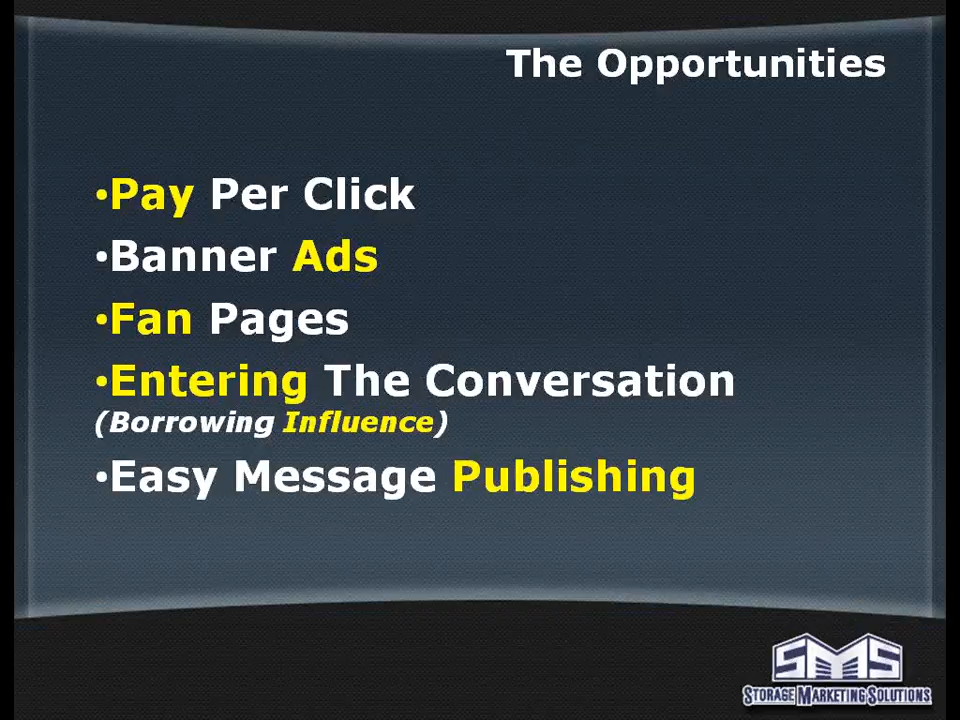 The Opportunities
•Pay Per Click
•Banner Ads
•Fan Pages
•Entering The Conversation
(Borrowing Influence)
•Easy Message Publishing
SMS
STORAGE MARKETING SOLUTIONS